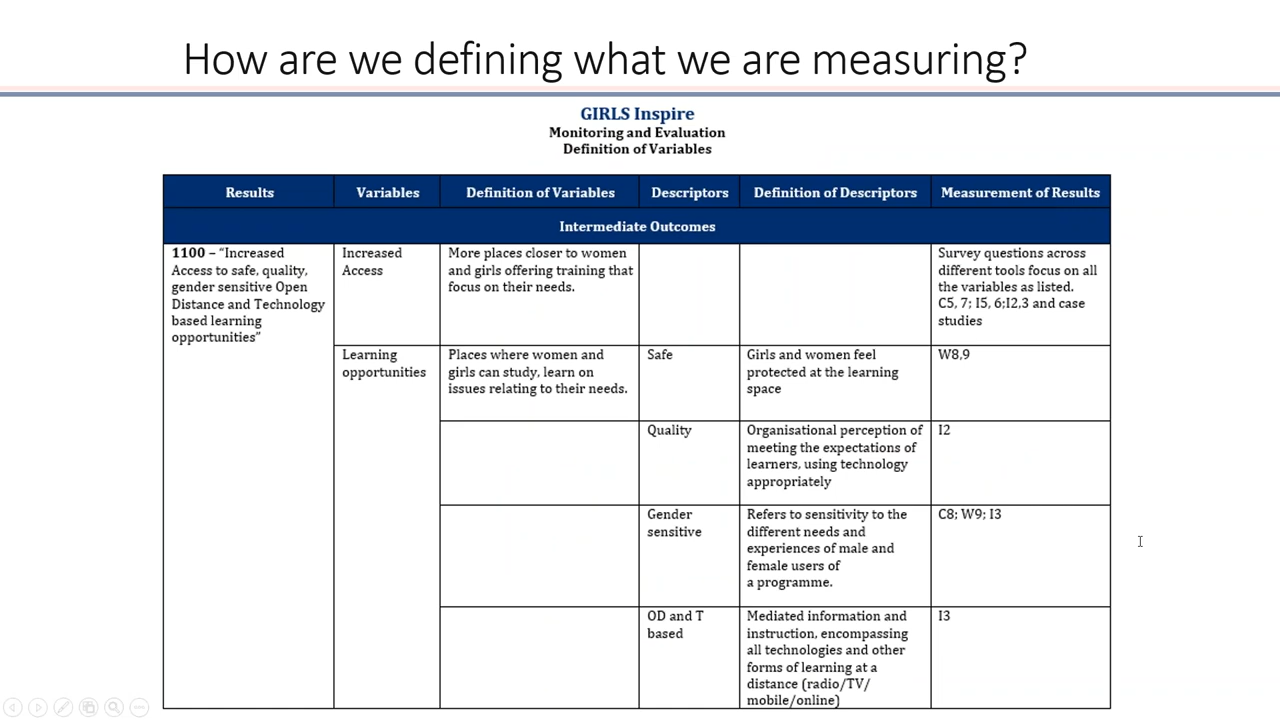 How are we defining what we are measuring?
GIRLS Inspire
Monitoring and Evaluation
Definition of Variables
Results
Variables
Definition of Variables
Descriptors
Definition of Descriptors
Measurement of Results
Intermediate Outcomes
1100 – “Increased
Access to safe, quality,
gender sensitive Open
Distance and Technology
based learning
opportunities”
Increased
Access
More places closer to women
and girls offering training that
focus on their needs.
Survey questions across
different tools focus on all
the variables as listed.
C5, 7; I5, 6;I2,3 and case
studies
Learning
opportunities
Places where women and
girls can study, learn on
issues relating to their needs.
Safe
Girls and women feel
protected at the learning
space
W8,9
Quality
Organisational perception of
meeting the expectations of
learners, using technology
appropriately
I2
Gender
sensitive
Refers to sensitivity to the
different needs and
experiences of male and
female users of
a programme.
C8; W9; I3
OD and T
based
Mediated information and
instruction, encompassing
all technologies and other
forms of learning at a
distance (radio/TV/
mobile/online)
I3